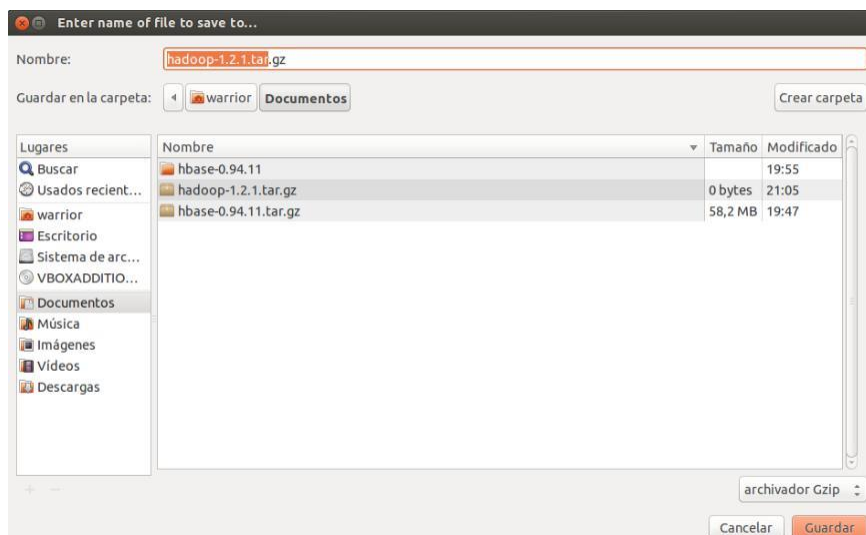 Enter name of file to save to...
Nombre: hadoop-1.2.1.tar.gz
Guardar en la carpeta: warrior Documentos Crear carpeta
Lugares
Buscar
Usados recient...
warrior
Escritorio
Sistema de arc...
VBOXADDITIO...
Documentos
Música
Imágenes
Vídeos
Descargas
Nombre Tamaño Modificado
hbase-0.94.11 19:55
hadoop-1.2.1.tar.gz 0 bytes 21:05
hbase-0.94.11.tar.gz 58,2 MB 19:47
archivador Gzip
Cancelar Guardar